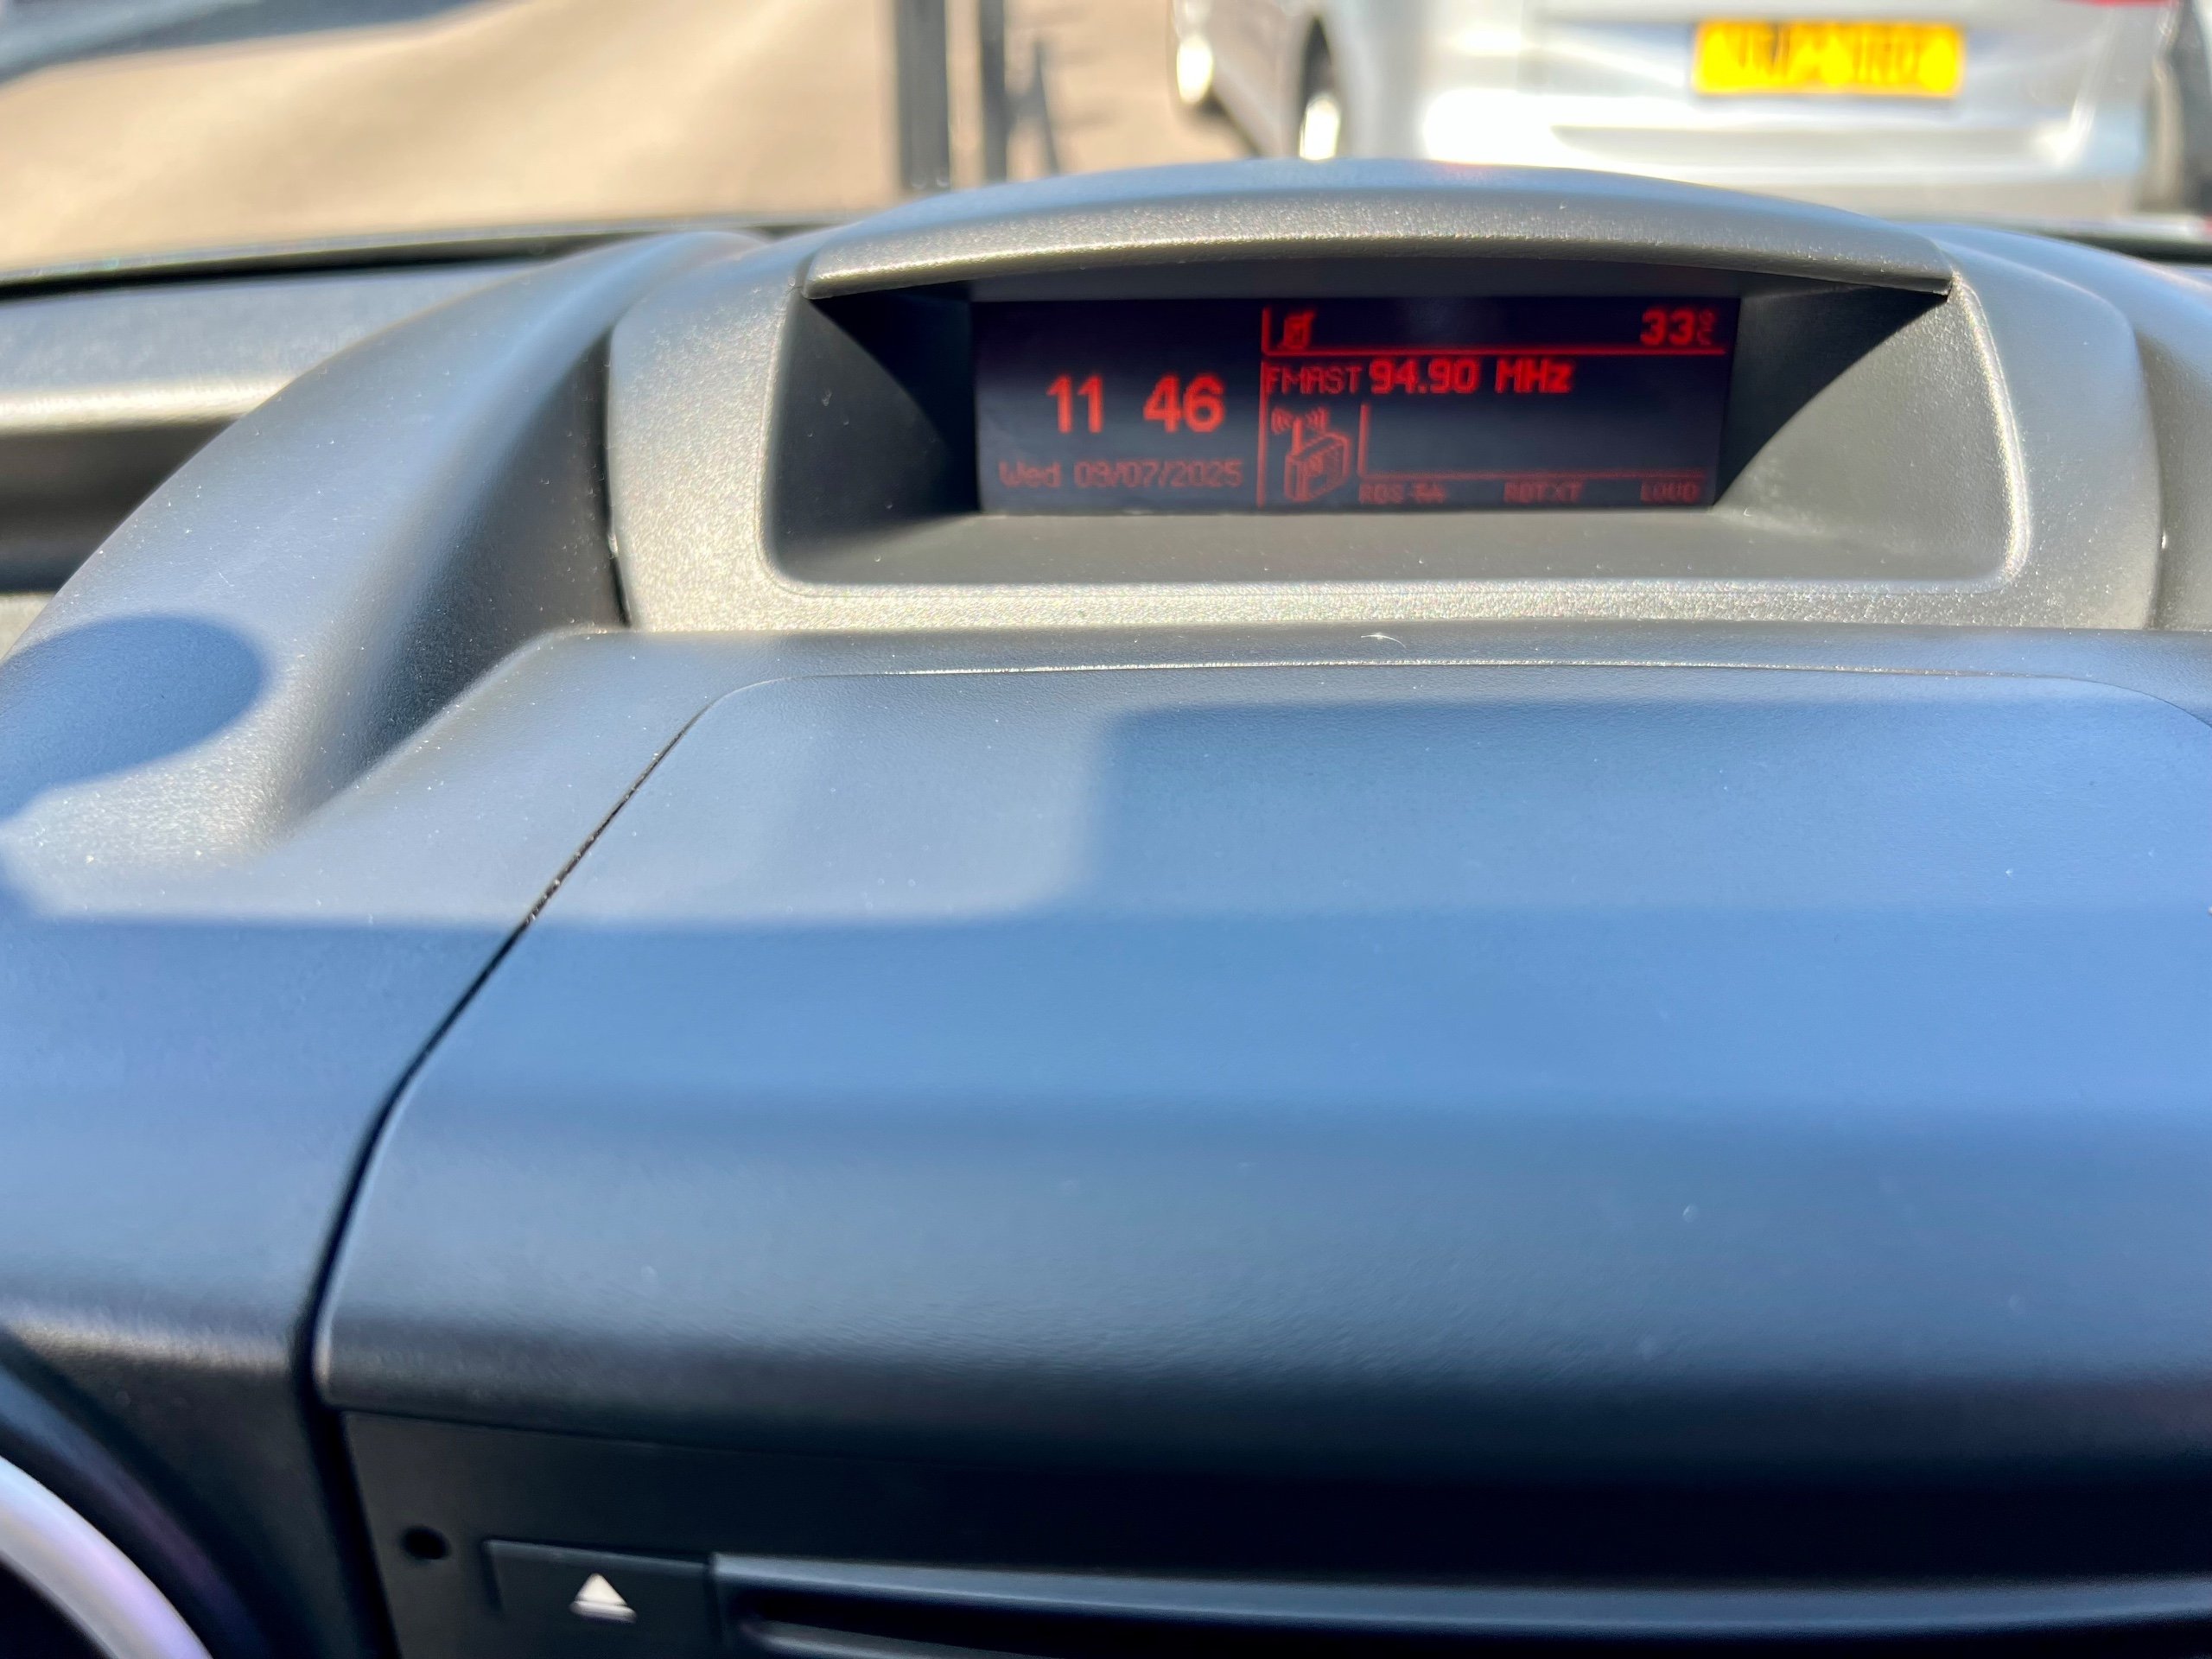 33°C
FMAST 94.90 MHz
11 46
Wed 09/07/2025
RDS TA RDTXT LOUD